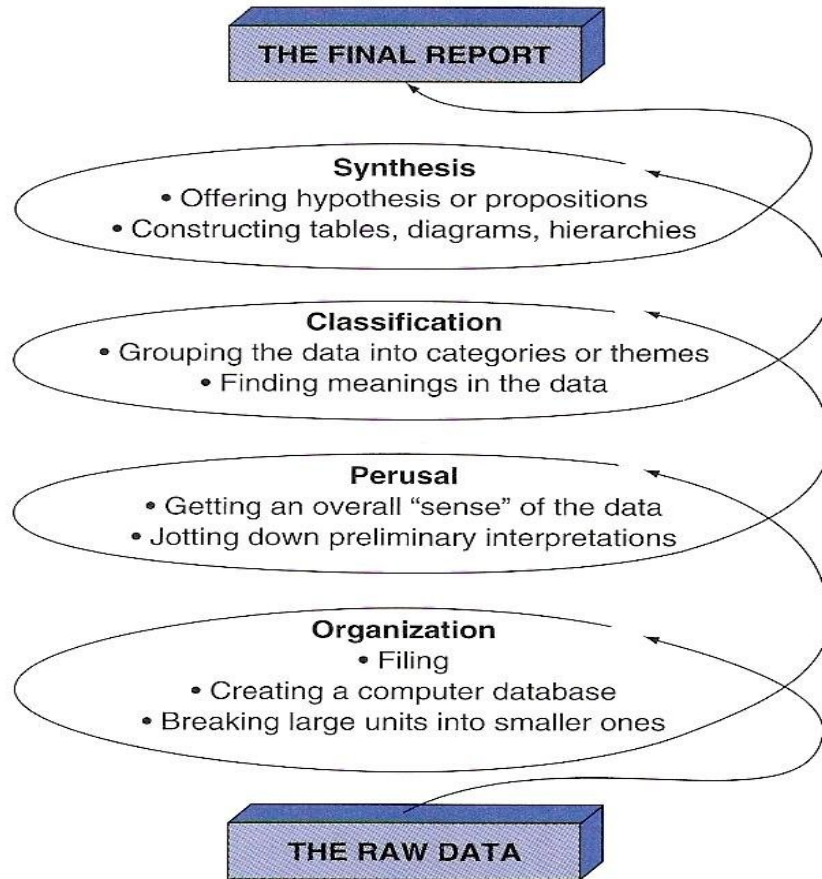 THE FINAL REPORT
Synthesis
• Offering hypothesis or propositions
• Constructing tables, diagrams, hierarchies
Classification
• Grouping the data into categories or themes
• Finding meanings in the data
Perusal
• Getting an overall “sense” of the data
• Jotting down preliminary interpretations
Organization
• Filing
• Creating a computer database
• Breaking large units into smaller ones
THE RAW DATA